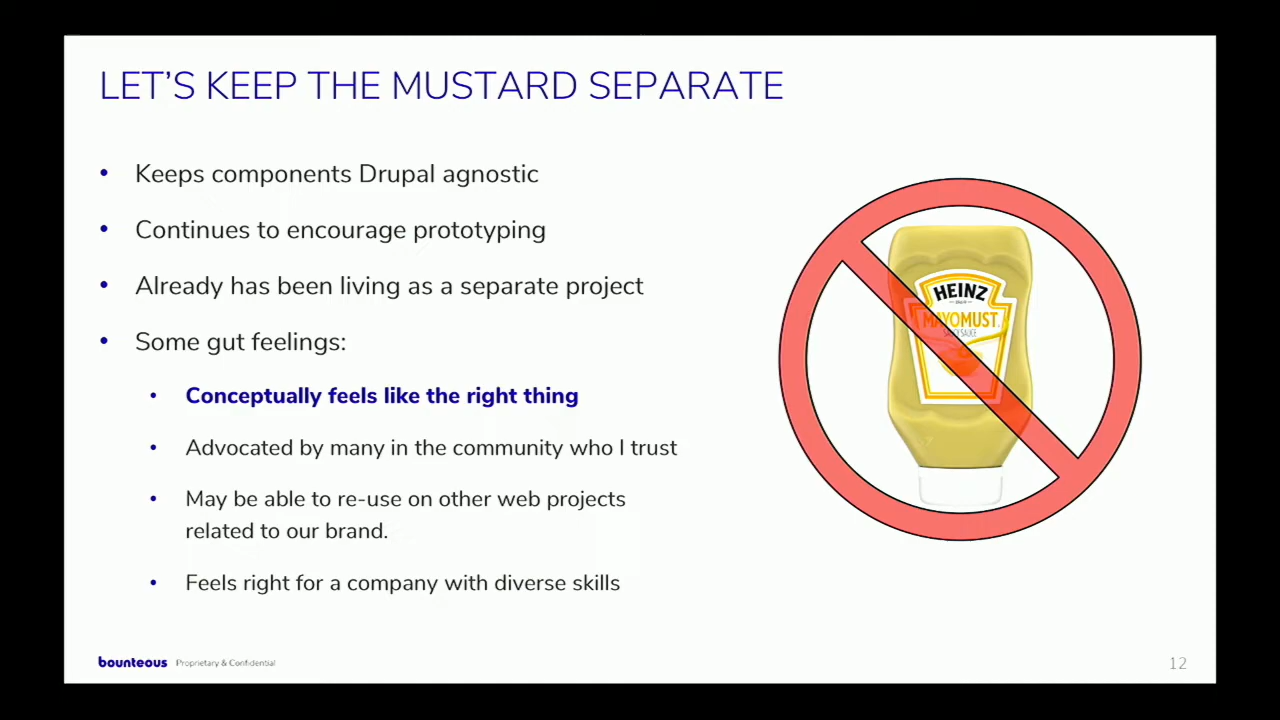 LET'S KEEP THE MUSTARD SEPARATE
• Keeps components Drupal agnostic
• Continues to encourage prototyping
• Already has been living as a separate project
• Some gut feelings:
• Conceptually feels like the right thing
• Advocated by many in the community who I trust
• May be able to re-use on other web projects
related to our brand.
• Feels right for a company with diverse skills
HEINZ
MAYOMUST
bounteous Proprietary & Confidential
12